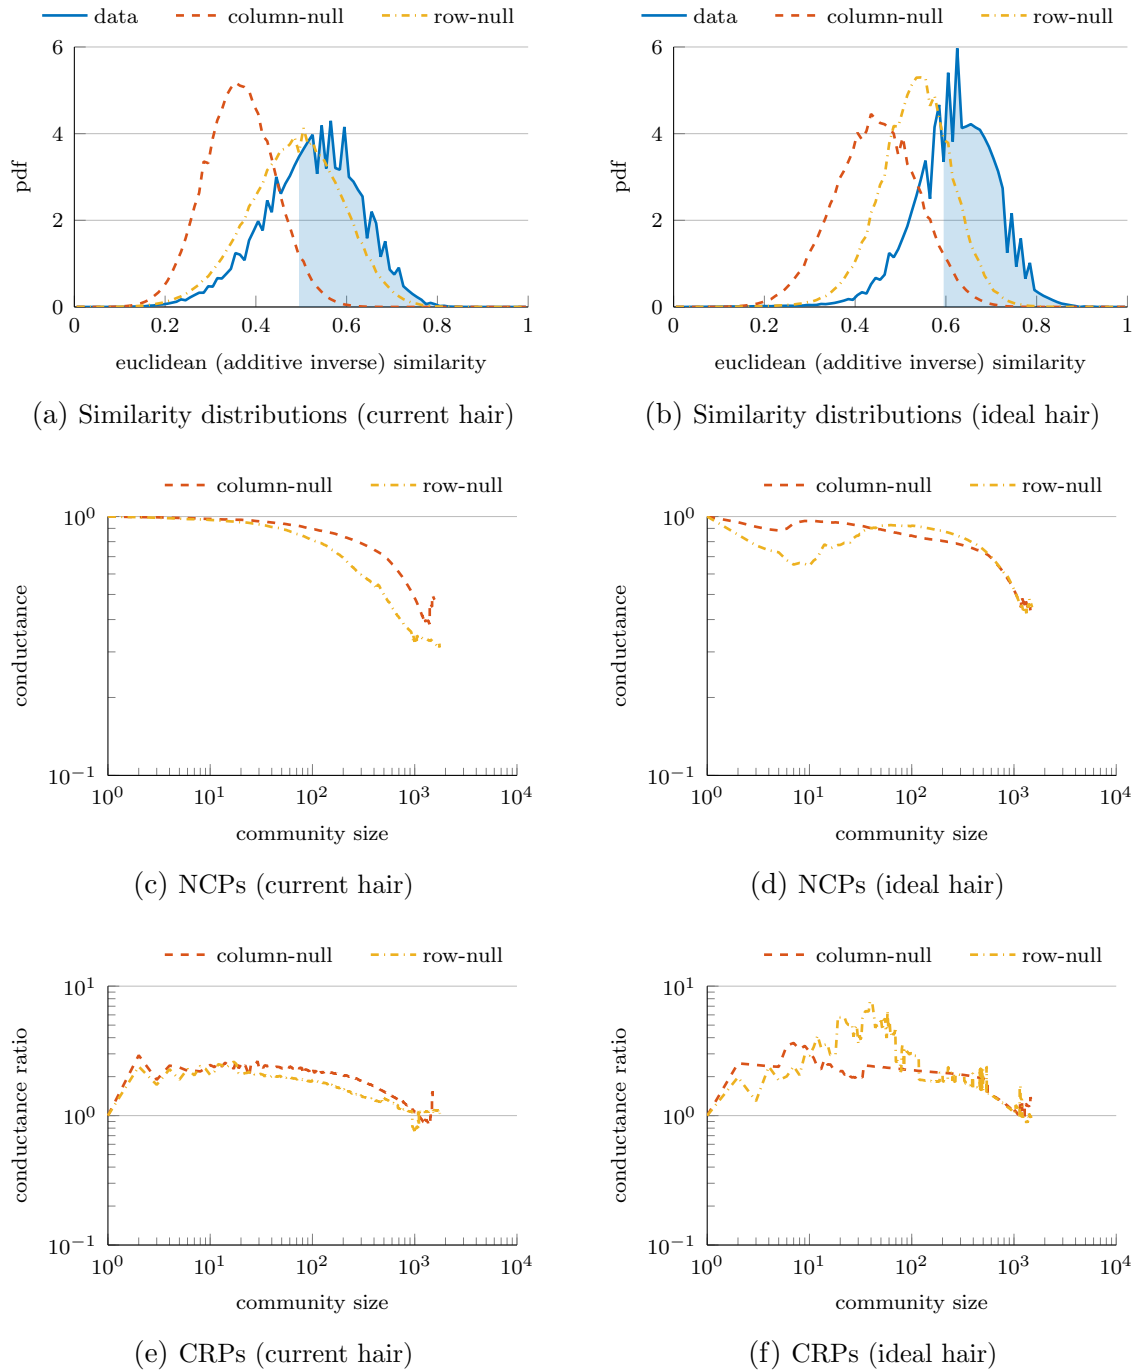 data column-null row-null
6
4
2
0
pdf
0 0.2 0.4 0.6 0.8 1
euclidean (additive inverse) similarity
(a) Similarity distributions (current hair)
data column-null row-null
6
4
2
0
pdf
0 0.2 0.4 0.6 0.8 1
euclidean (additive inverse) similarity
(b) Similarity distributions (ideal hair)
column-null row-null
10^0
10^-1
conductance
10^0 10^1 10^2 10^3 10^4
community size
(c) NCPs (current hair)
column-null row-null
10^0
10^-1
conductance
10^0 10^1 10^2 10^3 10^4
community size
(d) NCPs (ideal hair)
column-null row-null
10^1
10^0
10^-1
conductance ratio
10^0 10^1 10^2 10^3 10^4
community size
(e) CRPs (current hair)
column-null row-null
10^1
10^0
10^-1
conductance ratio
10^0 10^1 10^2 10^3 10^4
community size
(f) CRPs (ideal hair)